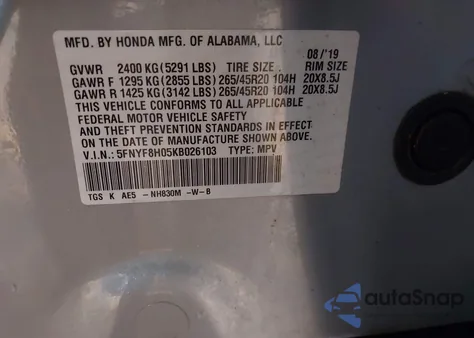 MFD. BY HONDA MFG. OF ALABAMA, LLC
08/'19
GVWR 2400 KG (5291 LBS) TIRE SIZE RIM SIZE
GAWR F 1295 KG (2855 LBS) 265/45R20 104H 20X8.5J
GAWR R 1425 KG (3142 LBS) 265/45R20 104H 20X8.5J
THIS VEHICLE CONFORMS TO ALL APPLICABLE
FEDERAL MOTOR VEHICLE SAFETY
AND THEFT PREVENTION STANDARDS IN EFFECT
ON THE DATE OF MANUFACTURE SHOWN ABOVE.
V.I.N.: 5FNYF8H05KB026103 TYPE: MPV
TGS K AE5 -NH830M -W-B
autoSnap